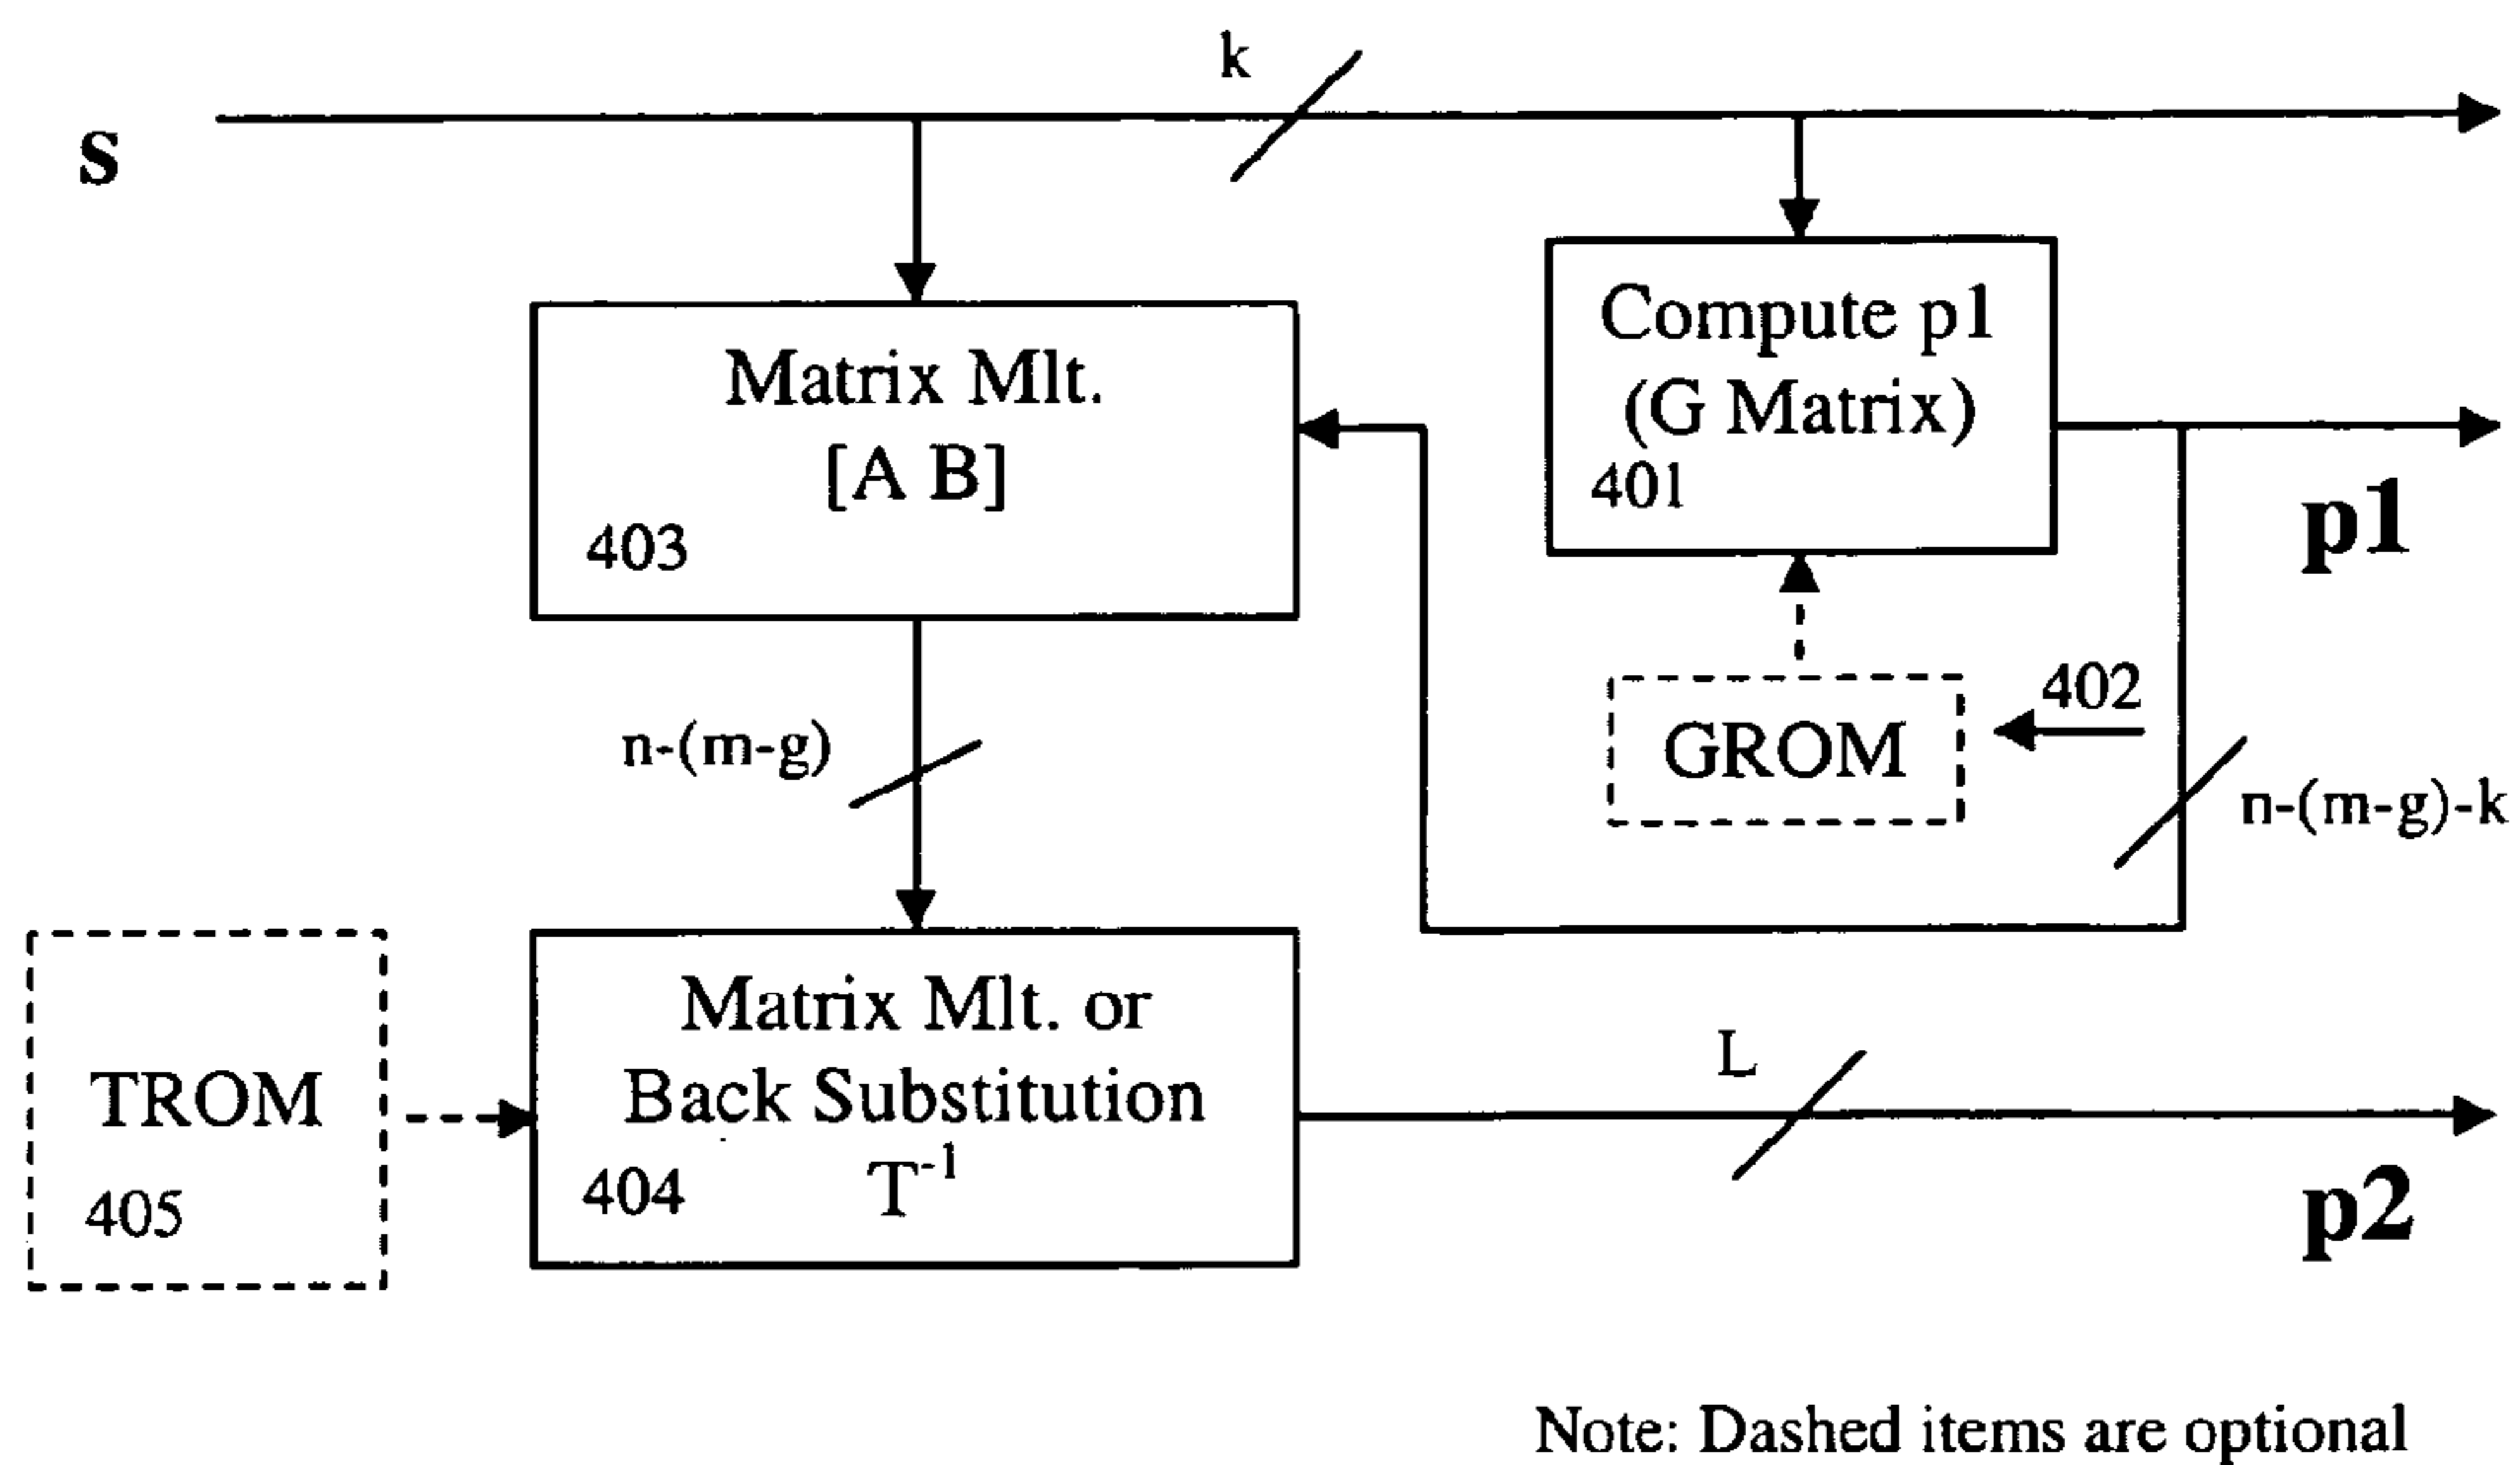 k
s
Compute p1
(G Matrix)
401
Matrix Mlt.
[A B]
403
p1
402
GROM
n-(m-g)
n-(m-g)-k
Matrix Mlt. or
Back Substitution
404 T⁻¹
TROM
405
L
p2
Note: Dashed items are optional